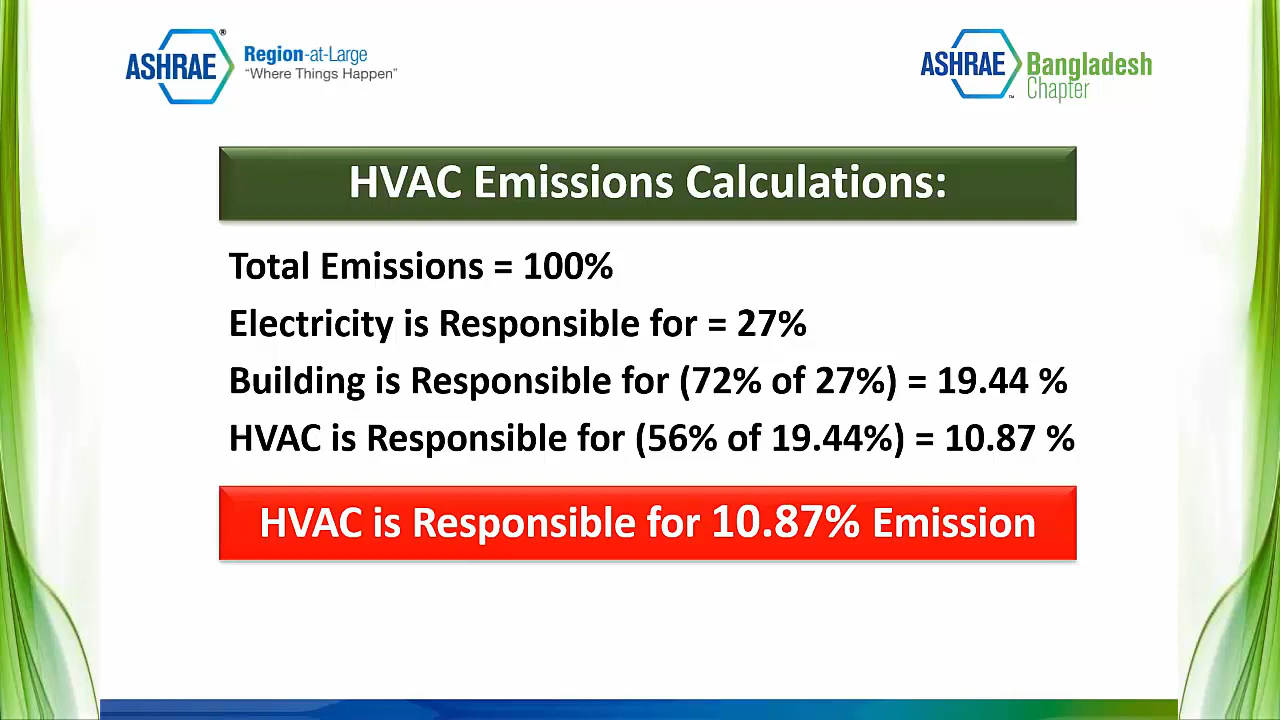 ASHRAE® Region-at-Large
"Where Things Happen"
ASHRAE™ Bangladesh
Chapter
HVAC Emissions Calculations:
Total Emissions = 100%
Electricity is Responsible for = 27%
Building is Responsible for (72% of 27%) = 19.44 %
HVAC is Responsible for (56% of 19.44%) = 10.87 %
HVAC is Responsible for 10.87% Emission